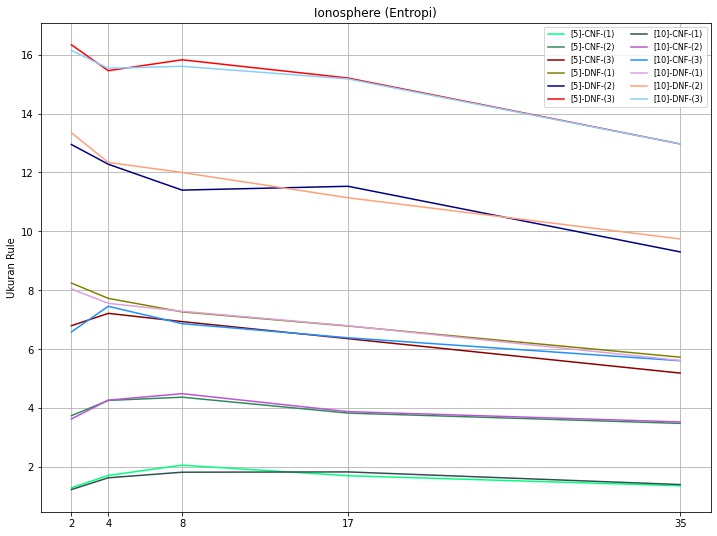 Ionosphere (Entropi)
[5]-CNF-(1) [10]-CNF-(1)
[5]-CNF-(2) [10]-CNF-(2)
[5]-CNF-(3) [10]-CNF-(3)
[5]-DNF-(1) [10]-DNF-(1)
[5]-DNF-(2) [10]-DNF-(2)
[5]-DNF-(3) [10]-DNF-(3)
Ukuran Rule
16
14
12
10
8
6
4
2
2 4 8 17 35